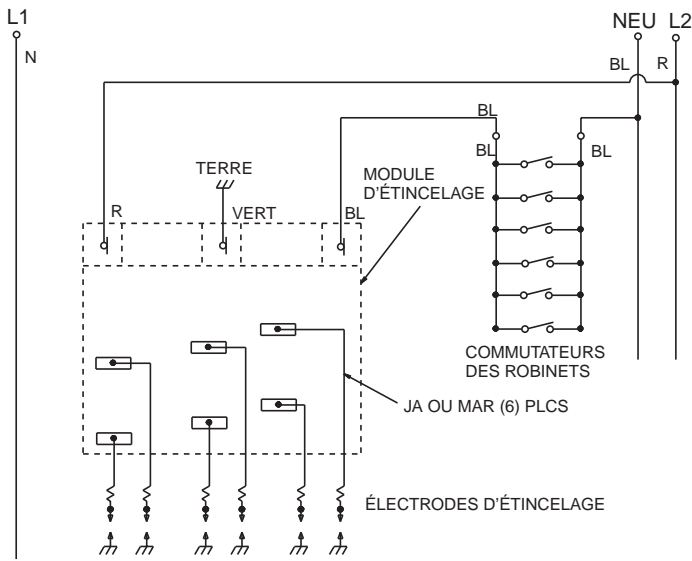 L1
NEU
L2
N
BL
R
BL
BL
BL
TERRE
MODULE
D'ÉTINCELAGE
R
VERT
BL
COMMUTATEURS
DES ROBINETS
JA OU MAR (6) PLCS
ÉLECTRODES D'ÉTINCELAGE